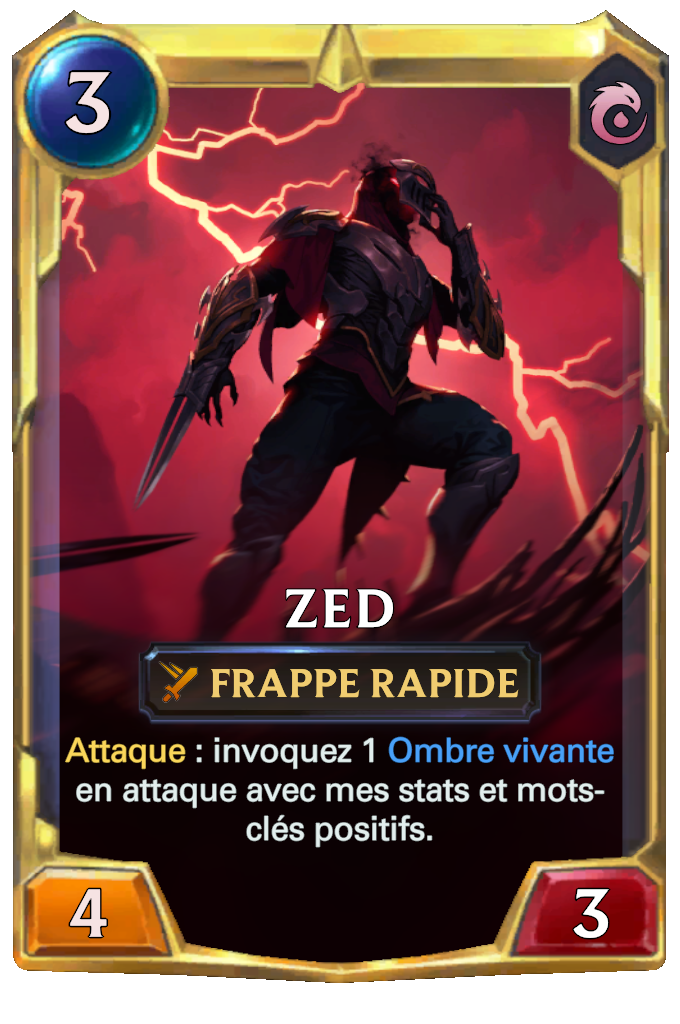 3
ZED
FRAPPE RAPIDE
Attaque : invoquez 1 Ombre vivante
en attaque avec mes stats et mots-
clés positifs.
4
3